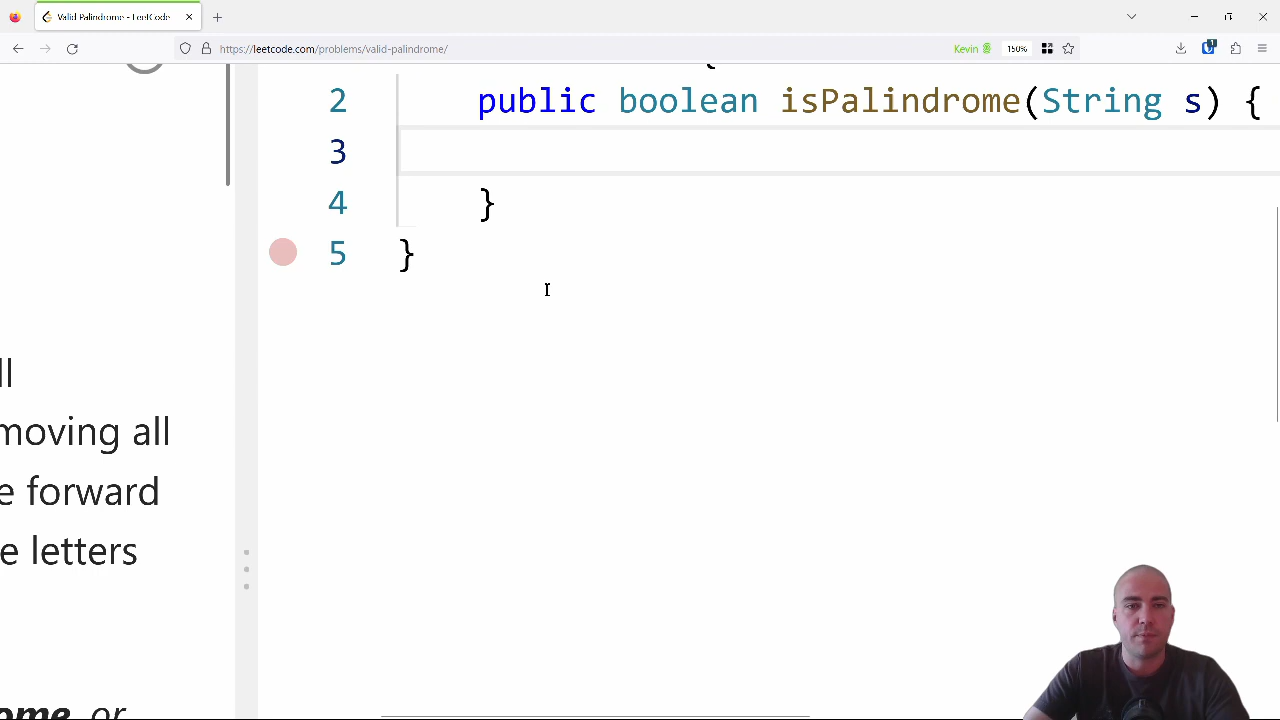 Valid Palindrome - LeetCode
https://leetcode.com/problems/valid-palindrome/
Kevin
150%
1
{
2 public boolean isPalindrome(String s) {
3
4 }
5 }
ll
moving all
e forward
e letters
ome, or